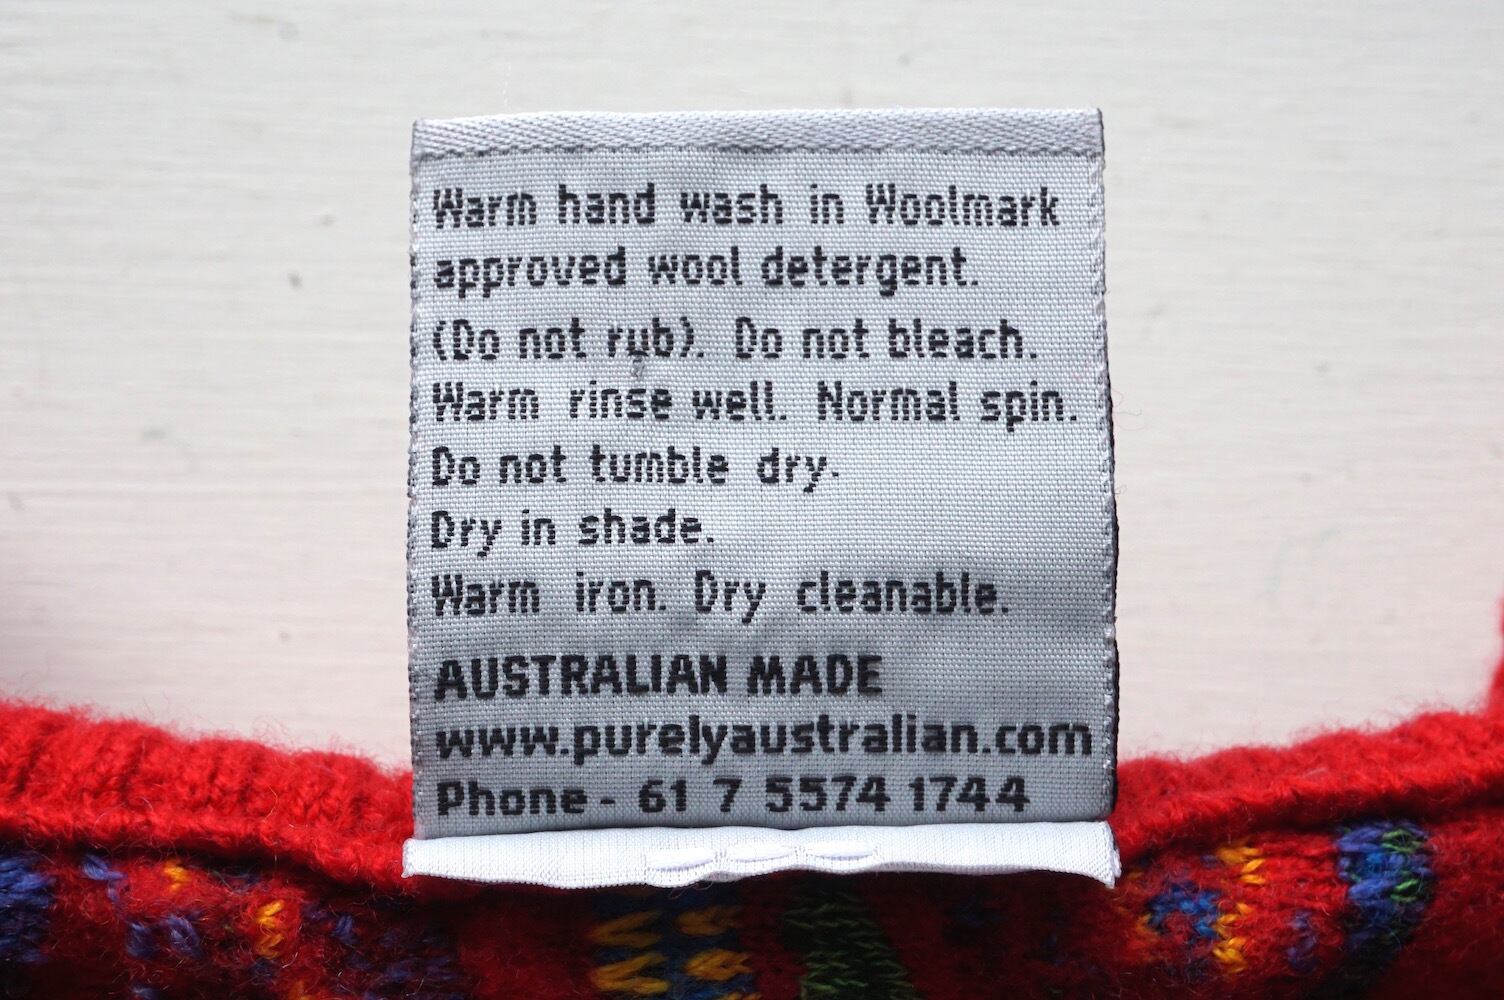 Warm hand wash in Woolmark
approved wool detergent.
(Do not rub). Do not bleach.
Warm rinse well. Normal spin.
Do not tumble dry.
Dry in shade.
Warm iron. Dry cleanable.
AUSTRALIAN MADE
www.purelyaustralian.com
Phone - 61 7 5574 1744